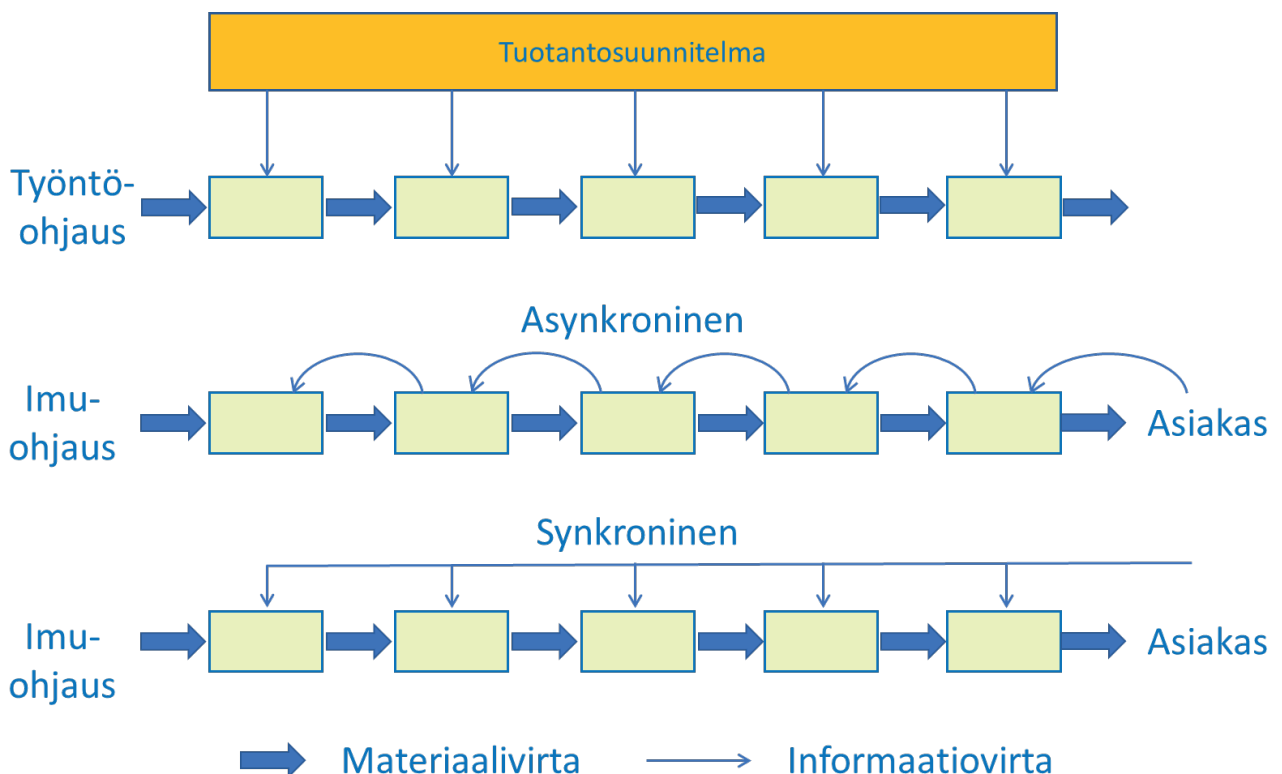 Tuotantosuunnitelma
Työntö-
ohjaus
Asynkroninen
Imu-
ohjaus
Asiakas
Synkroninen
Imu-
ohjaus
Asiakas
Materiaalivirta
Informaatiovirta